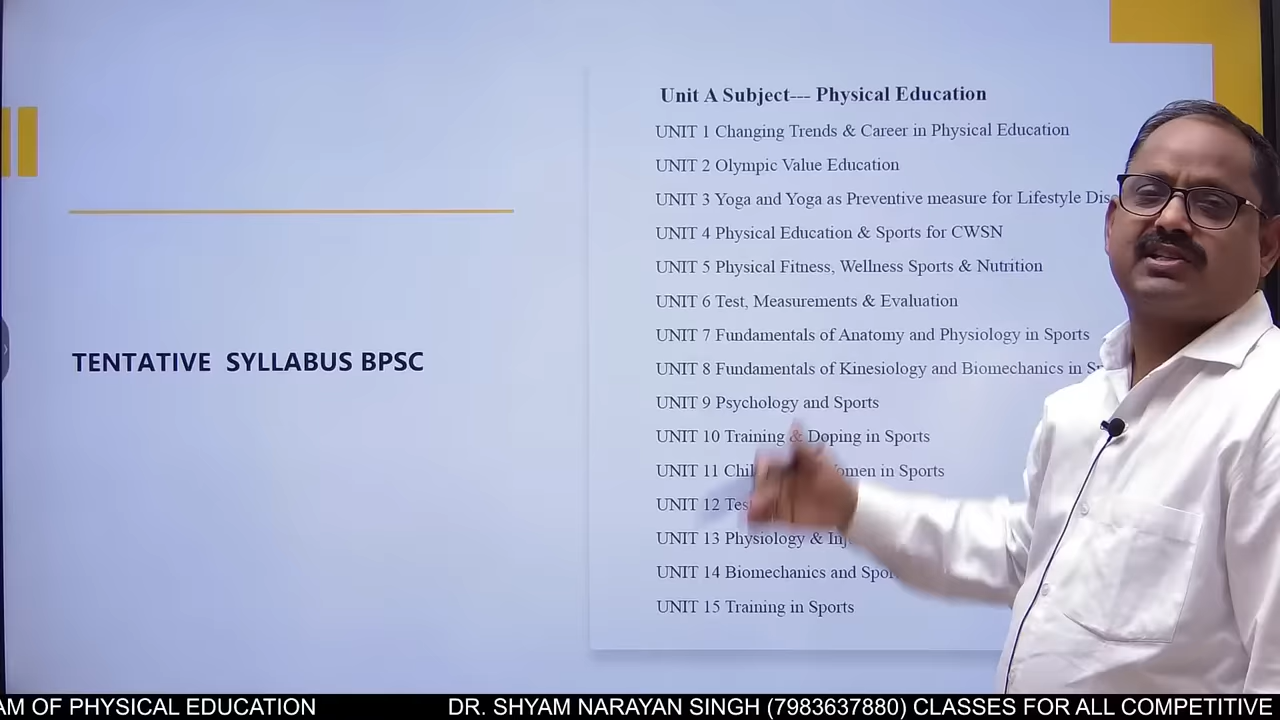 TENTATIVE SYLLABUS BPSC
Unit A Subject--- Physical Education
UNIT 1 Changing Trends & Career in Physical Education
UNIT 2 Olympic Value Education
UNIT 3 Yoga and Yoga as Preventive measure for Lifestyle
UNIT 4 Physical Education & Sports for CWSN
UNIT 5 Physical Fitness, Wellness Sports & Nutrition
UNIT 6 Test, Measurements & Evaluation
UNIT 7 Fundamentals of Anatomy and Physiology in Sports
UNIT 8 Fundamentals of Kinesiology and Biomechanics in
UNIT 9 Psychology and Sports
UNIT 10 Training & Doping in Sports
UNIT 11 in Sports
UNIT 12
UNIT 13 Physiology &
UNIT 14 Biomechanics and
UNIT 15 Training in Sports
OF PHYSICAL EDUCATION DR. SHYAM NARAYAN SINGH (7983637880) CLASSES FOR ALL COMPETITIVE